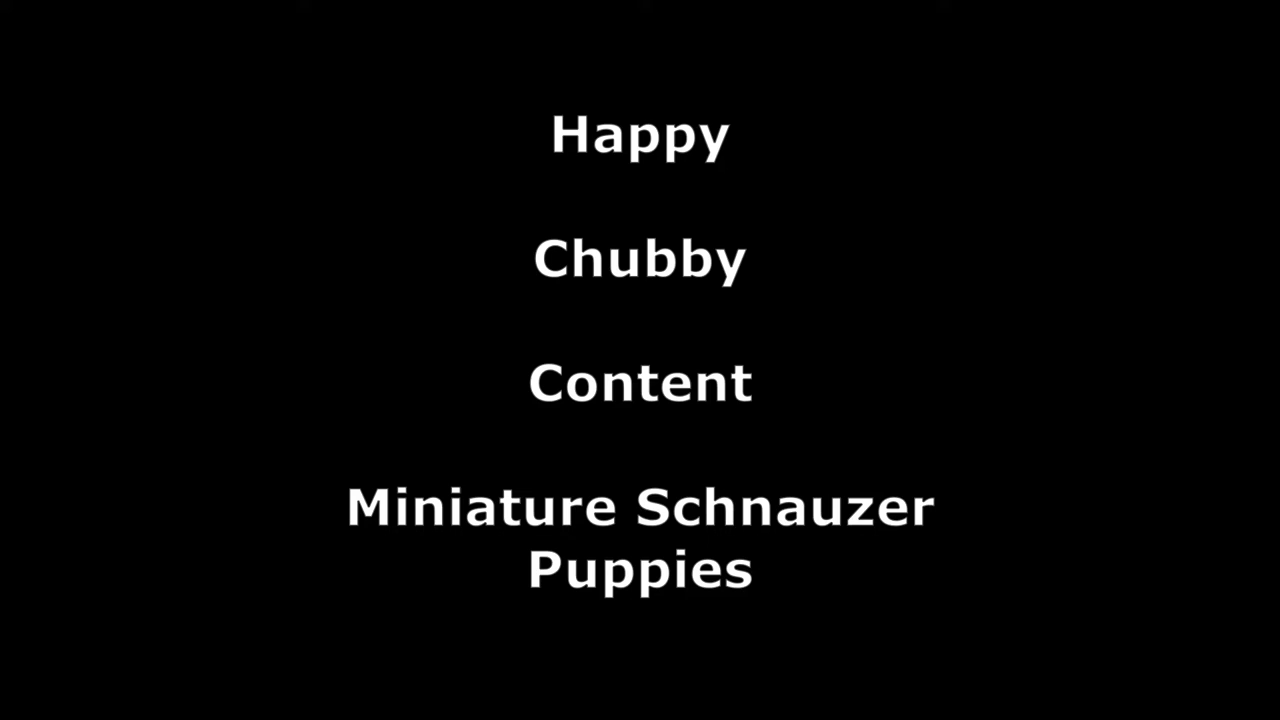 Happy
Chubby
Content
Miniature Schnauzer
Puppies